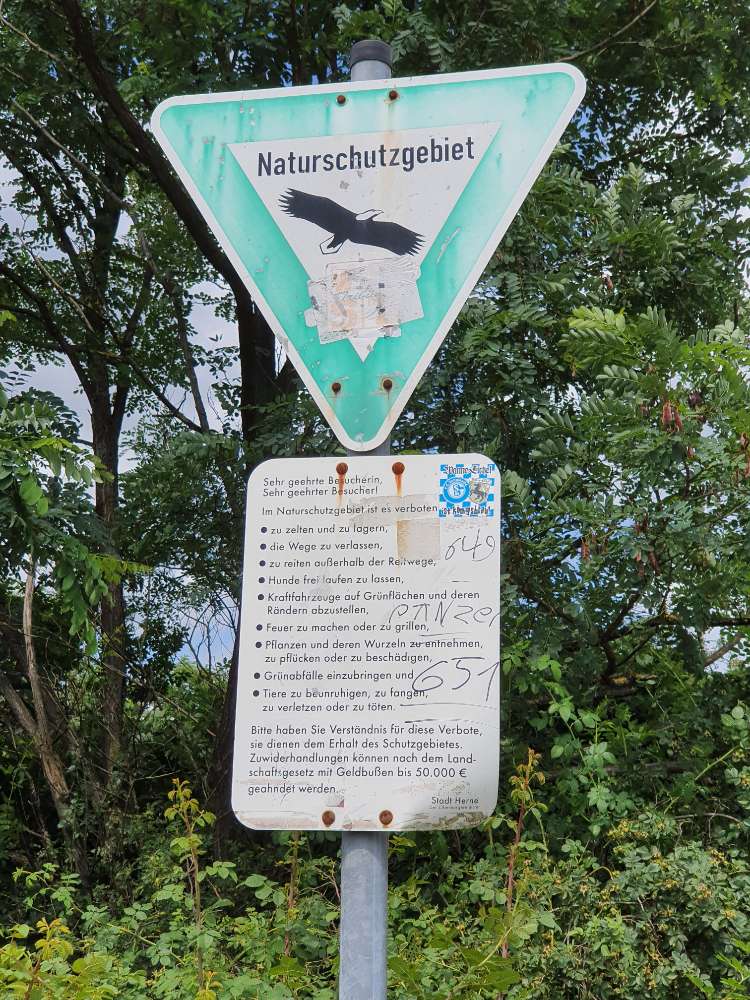 Naturschutzgebiet
Sehr geehrte Besucherin,
Sehr geehrter Besucher!
Im Naturschutzgebiet ist es verboten
● zu zelten und zu lagern,
● die Wege zu verlassen,
● zu reiten außerhalb der Reitwege,
649
● Hunde frei laufen zu lassen,
● Kraftfahrzeuge auf Grünflächen und deren
Rändern abzustellen,
PANZER
● Feuer zu machen oder zu grillen,
● Pflanzen und deren Wurzeln zu entnehmen,
zu pflücken oder zu beschädigen,
● Grünabfälle einzubringen und
651
● Tiere zu beunruhigen, zu fangen,
zu verletzen oder zu töten.
Bitte haben Sie Verständnis für diese Verbote,
sie dienen dem Erhalt des Schutzgebietes.
Zuwiderhandlungen können nach dem Land-
schaftsgesetz mit Geldbußen bis 50.000 €
geahndet werden.
Stadt Herne